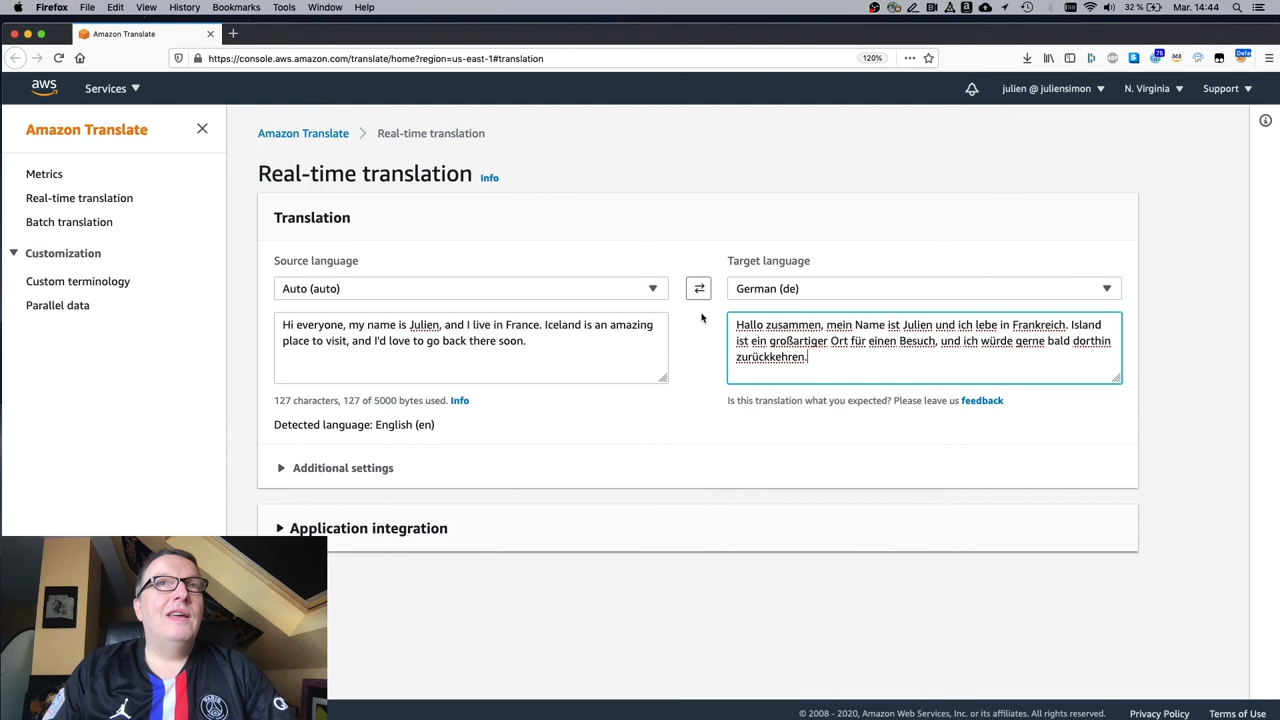 Firefox File Edit View History Bookmarks Tools Window Help 32 % Mar. 14:44
Amazon Translate
https://console.aws.amazon.com/translate/home?region=us-east-1#translation 120% 75 Defa
aws Services julien @ juliensimon N. Virginia Support
Amazon Translate
Metrics
Real-time translation
Batch translation
Customization
Custom terminology
Parallel data
Amazon Translate Real-time translation
Real-time translation Info
Translation
Source language
Auto (auto)
Hi everyone, my name is Julien, and I live in France. Iceland is an amazing
place to visit, and I'd love to go back there soon.
127 characters, 127 of 5000 bytes used. Info
Detected language: English (en)
Target language
German (de)
Hallo zusammen, mein Name ist Julien und ich lebe in Frankreich. Island
ist ein großartiger Ort für einen Besuch, und ich würde gerne bald dorthin
zurückkehren.
Is this translation what you expected? Please leave us feedback
Additional settings
Application integration
PARIS
© 2008 - 2020, Amazon Web Services, Inc. or its affiliates. All rights reserved. Privacy Policy Terms of Use